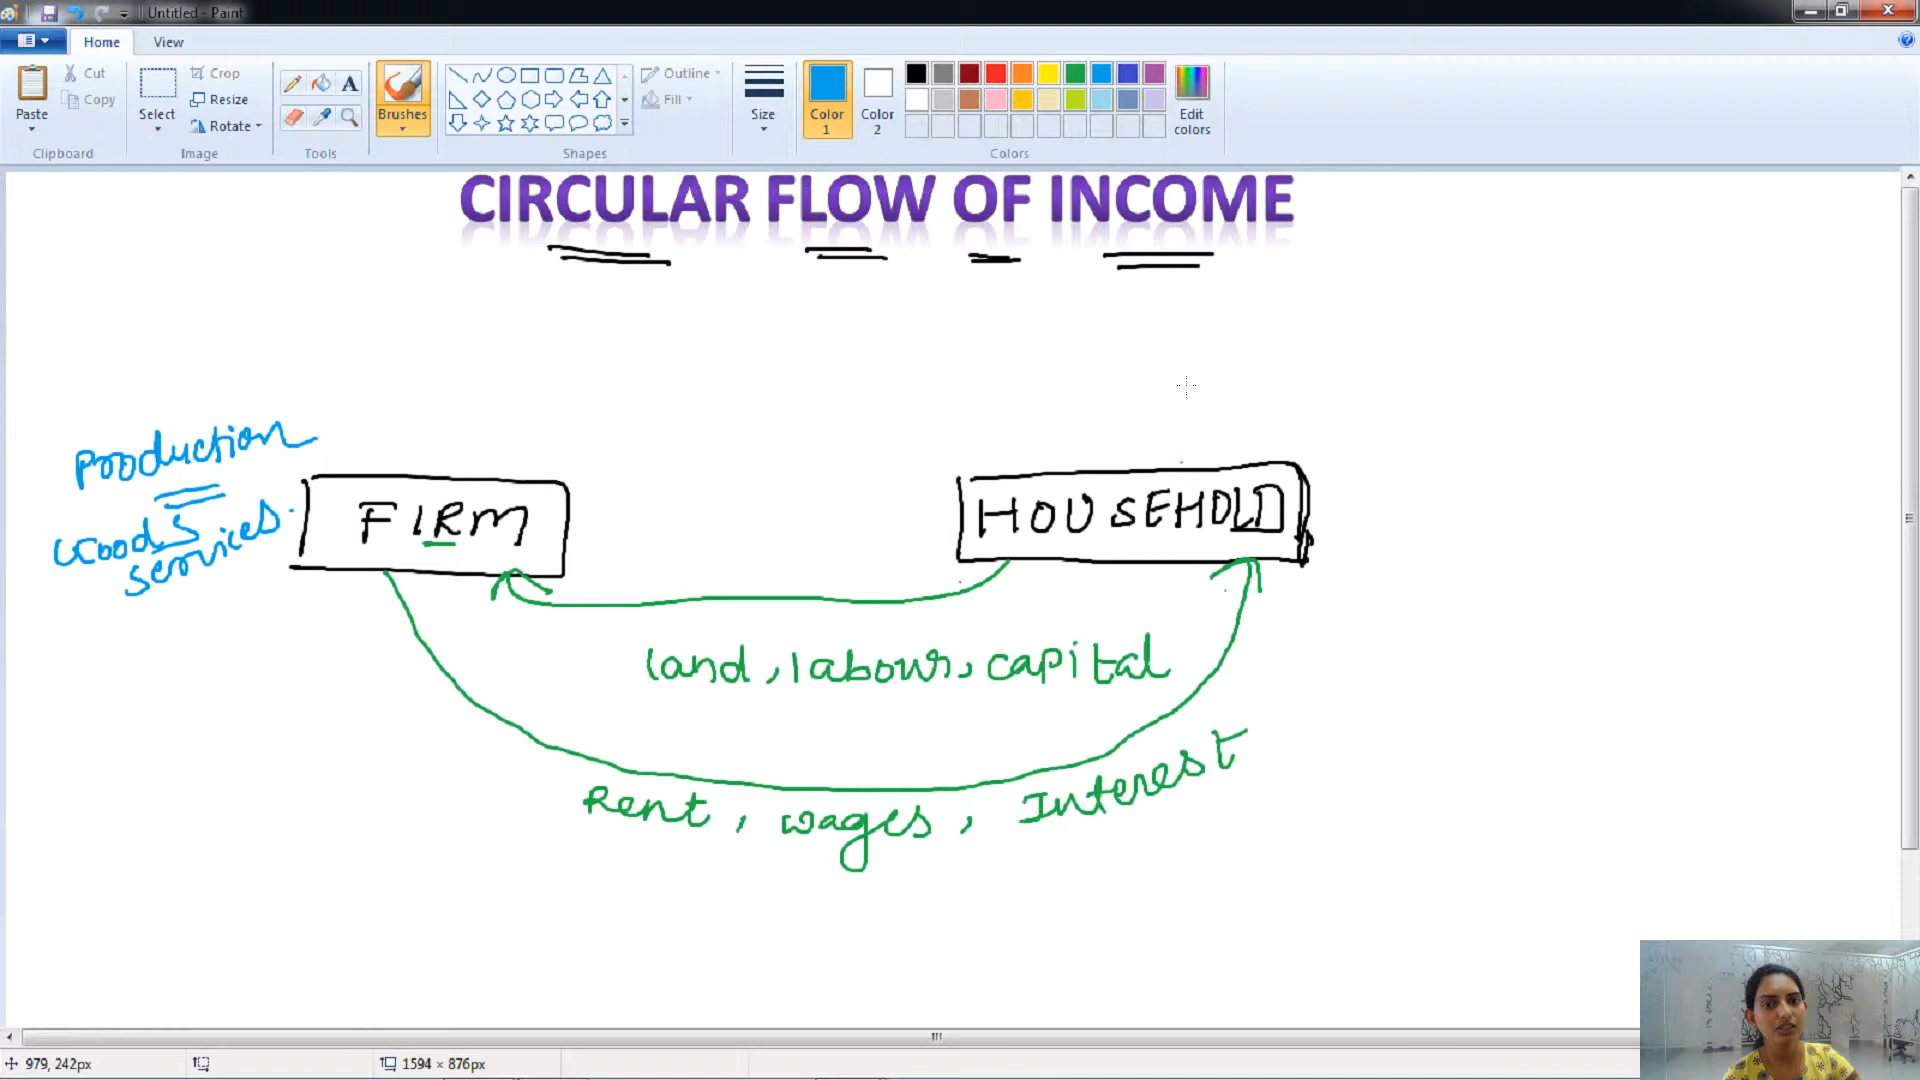 Untitled - Paint
Home View
Cut
Copy
Paste
Clipboard
Select
Crop
Resize
Rotate
Image
Tools
Brushes
Shapes
Outline
Fill
Size
Color 1
Color 2
Edit colors
Colors
CIRCULAR FLOW OF INCOME
Production
Goods
services.
FIRM
HOUSEHOLD
land, labour, capital
Rent, wages, Interest
979, 242px
1594 × 876px